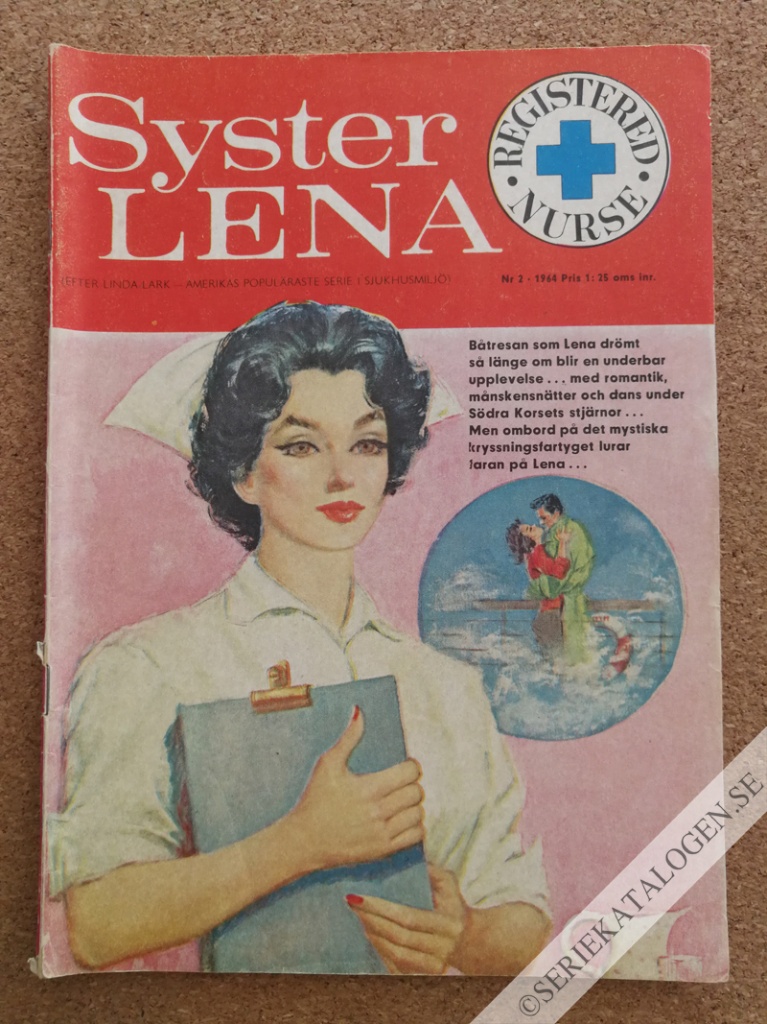 Syster
LENA
REGISTERED
· NURSE ·
(EFTER LINDA LARK — AMERIKAS POPULÄRASTE SERIE I SJUKHUSMILJÖ)
Nr 2 · 1964 Pris 1:25 oms inr.
Båtresan som Lena drömt
så länge om blir en underbar
upplevelse... med romantik,
månskensnätter och dans under
Södra Korsets stjärnor...
Men ombord på det mystiska
kryssningsfartyget lurar
faran på Lena...
©SERIEKATALOGEN.SE